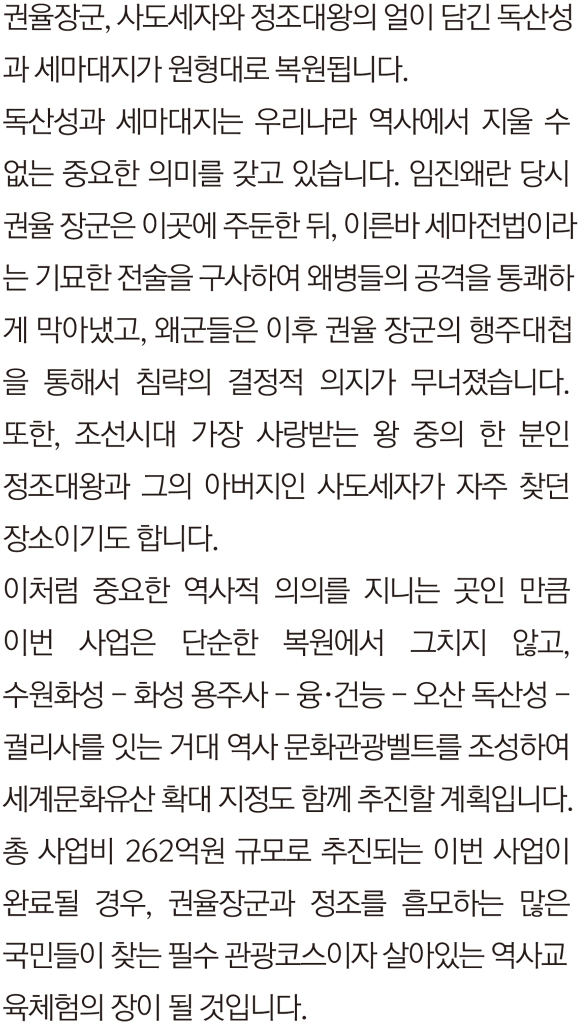 권율장군, 사도세자와 정조대왕의 얼이 담긴 독산성
과 세마대지가 원형대로 복원됩니다.
독산성과 세마대지는 우리나라 역사에서 지울 수
없는 중요한 의미를 갖고 있습니다. 임진왜란 당시
권율 장군은 이곳에 주둔한 뒤, 이른바 세마전법이라
는 기묘한 전술을 구사하여 왜병들의 공격을 통쾌하
게 막아냈고, 왜군들은 이후 권율 장군의 행주대첩
을 통해서 침략의 결정적 의지가 무너졌습니다.
또한, 조선시대 가장 사랑받는 왕 중의 한 분인
정조대왕과 그의 아버지인 사도세자가 자주 찾던
장소이기도 합니다.
이처럼 중요한 역사적 의의를 지니는 곳인 만큼
이번 사업은 단순한 복원에서 그치지 않고,
수원화성 – 화성 용주사 – 융·건능 – 오산 독산성 –
궐리사를 잇는 거대 역사 문화관광벨트를 조성하여
세계문화유산 확대 지정도 함께 추진할 계획입니다.
총 사업비 262억원 규모로 추진되는 이번 사업이
완료될 경우, 권율장군과 정조를 흠모하는 많은
국민들이 찾는 필수 관광코스이자 살아있는 역사교
육체험의 장이 될 것입니다.